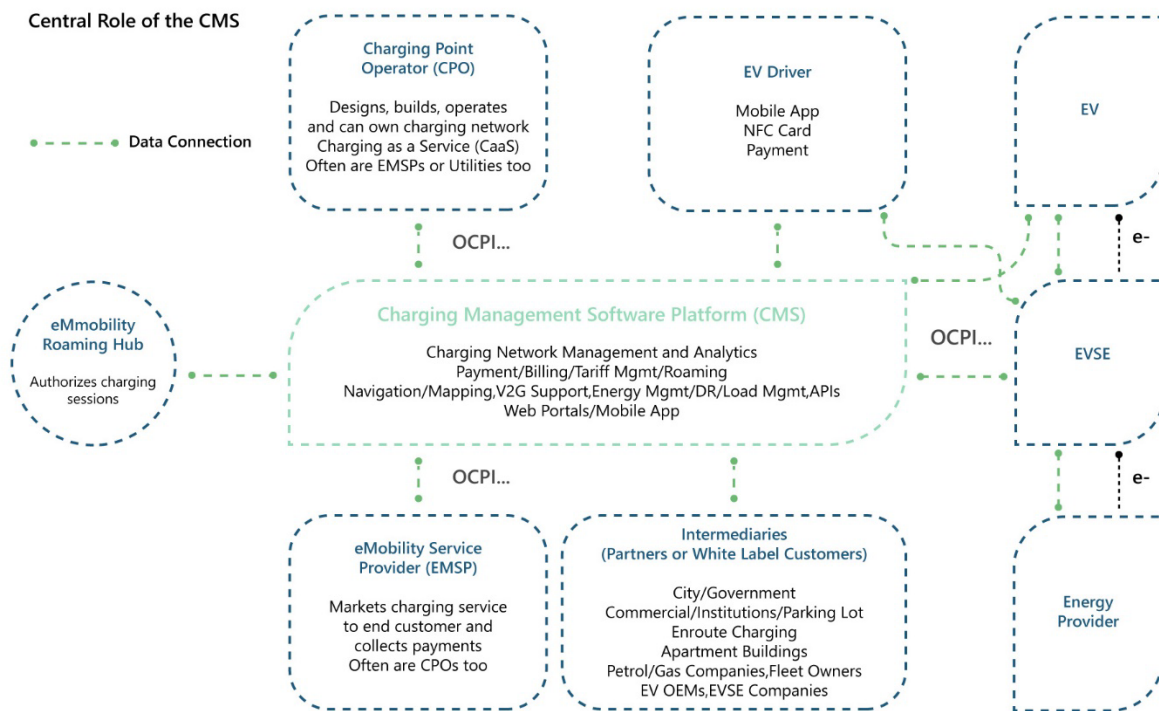 Central Role of the CMS
Data Connection
Charging Point
Operator (CPO)
Designs, builds, operates
and can own charging network
Charging as a Service (CaaS)
Often are EMSPs or Utilities too
EV Driver
Mobile App
NFC Card
Payment
EV
OCPI...
e-
eMmobility
Roaming Hub
Authorizes charging
sessions
Charging Management Software Platform (CMS)
Charging Network Management and Analytics
Payment/Billing/Tariff Mgmt/Roaming
Navigation/Mapping,V2G Support,Energy Mgmt/DR/Load Mgmt,APIs
Web Portals/Mobile App
OCPI...
EVSE
OCPI...
e-
eMobility Service
Provider (EMSP)
Markets charging service
to end customer and
collects payments
Often are CPOs too
Intermediaries
(Partners or White Label Customers)
City/Government
Commercial/Institutions/Parking Lot
Enroute Charging
Apartment Buildings
Petrol/Gas Companies,Fleet Owners
EV OEMs,EVSE Companies
Energy
Provider